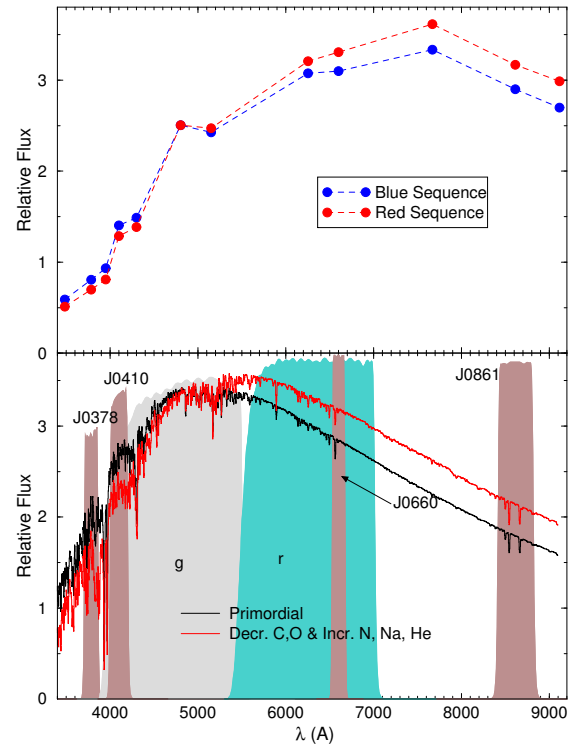 Relative Flux
3
2
1
0
Blue Sequence
Red Sequence
Relative Flux
3
2
1
0
J0378
J0410
J0861
J0660
g
r
Primordial
Decr. C,O & Incr. N, Na, He
4000 5000 6000 7000 8000 9000
λ (A)